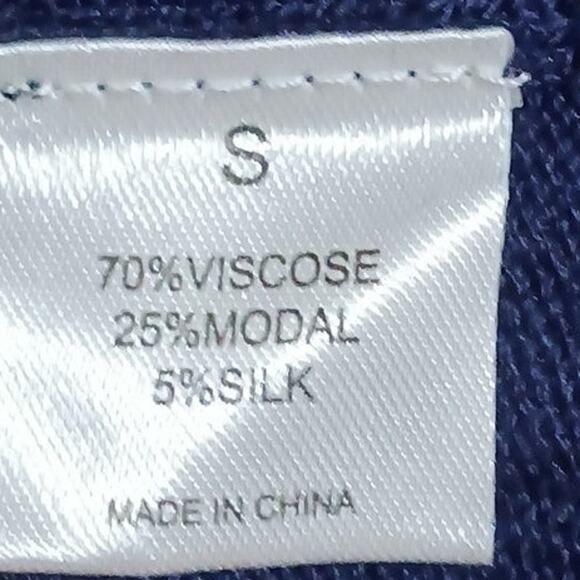 S
70%VISCOSE
25%MODAL
5%SILK
MADE IN CHINA